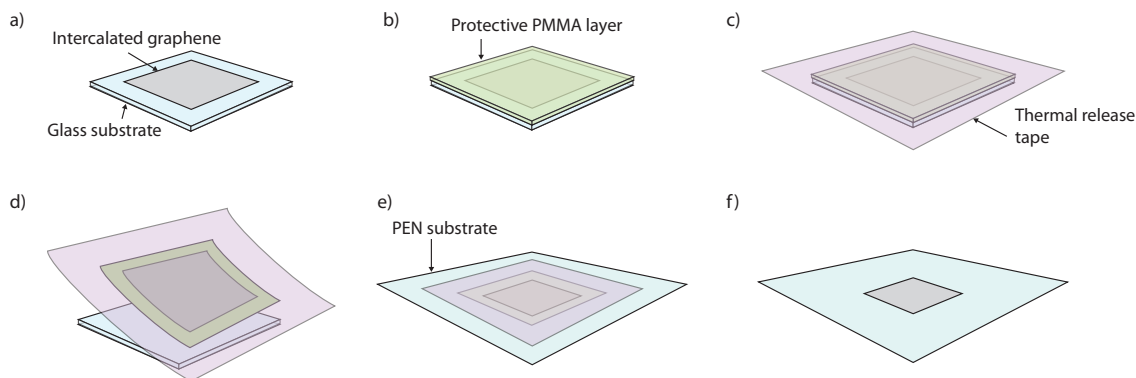 a)
Intercalated graphene
Glass substrate
b)
Protective PMMA layer
c)
Thermal release
tape
d)
e)
PEN substrate
f)